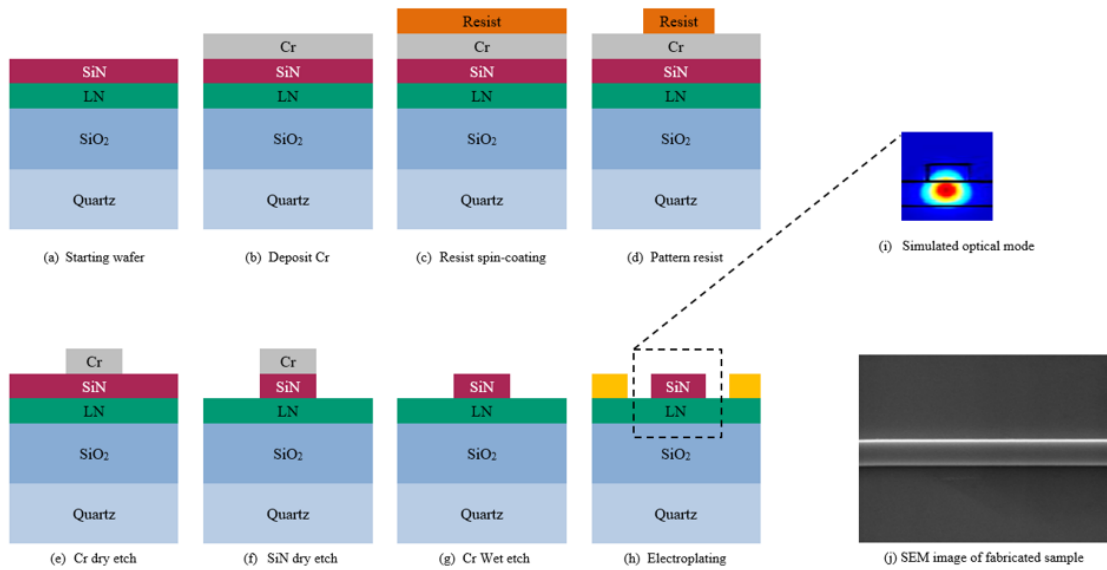 Resist
Resist
Cr
Cr
Cr
SiN
SiN
SiN
SiN
LN
LN
LN
LN
SiO₂
SiO₂
SiO₂
SiO₂
Quartz
Quartz
Quartz
Quartz
(a) Starting wafer
(b) Deposit Cr
(c) Resist spin-coating
(d) Pattern resist
(i) Simulated optical mode
Cr
Cr
SiN
SiN
SiN
SiN
LN
LN
LN
LN
SiO₂
SiO₂
SiO₂
SiO₂
Quartz
Quartz
Quartz
Quartz
(e) Cr dry etch
(f) SiN dry etch
(g) Cr Wet etch
(h) Electroplating
(j) SEM image of fabricated sample